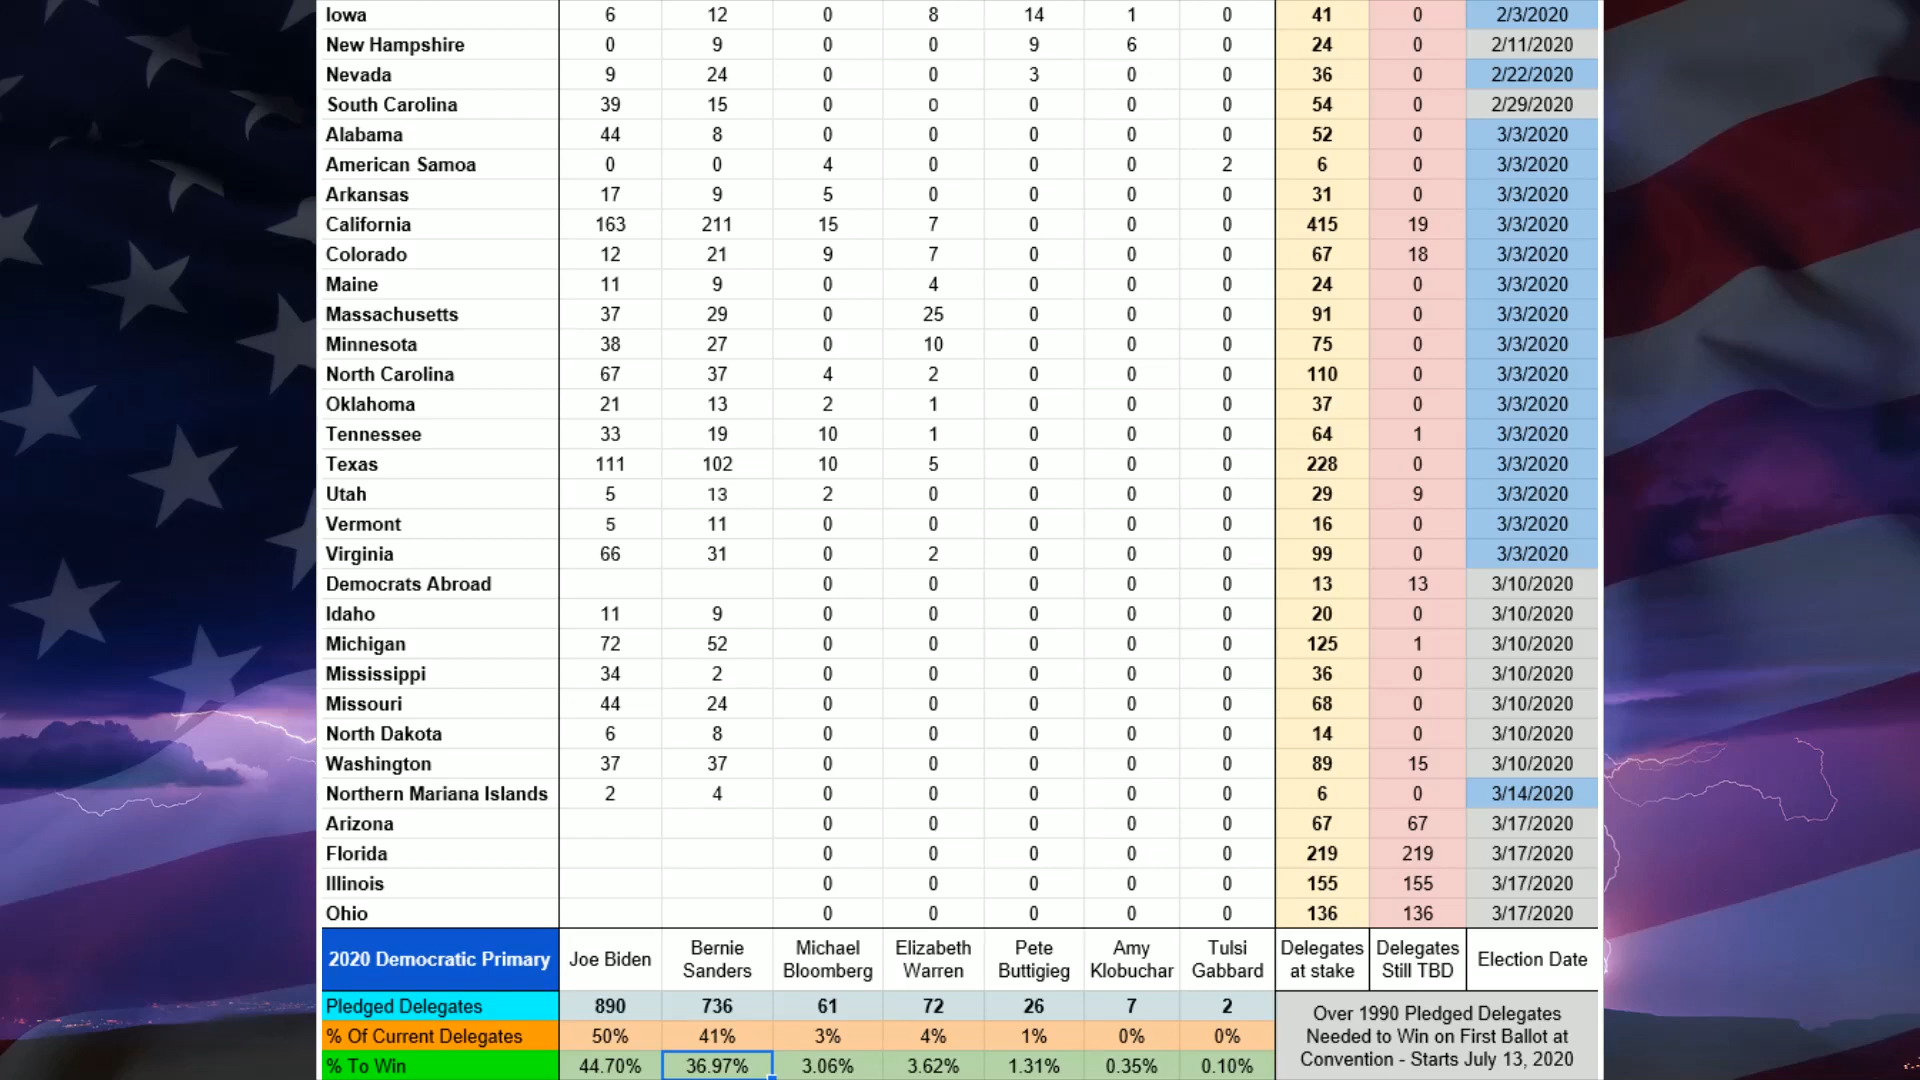 Iowa 6 12 0 8 14 1 0 41 0 2/3/2020
New Hampshire 0 9 0 0 9 6 0 24 0 2/11/2020
Nevada 9 24 0 0 3 0 0 36 0 2/22/2020
South Carolina 39 15 0 0 0 0 0 54 0 2/29/2020
Alabama 44 8 0 0 0 0 0 52 0 3/3/2020
American Samoa 0 0 4 0 0 0 2 6 0 3/3/2020
Arkansas 17 9 5 0 0 0 0 31 0 3/3/2020
California 163 211 15 7 0 0 0 415 19 3/3/2020
Colorado 12 21 9 7 0 0 0 67 18 3/3/2020
Maine 11 9 0 4 0 0 0 24 0 3/3/2020
Massachusetts 37 29 0 25 0 0 0 91 0 3/3/2020
Minnesota 38 27 0 10 0 0 0 75 0 3/3/2020
North Carolina 67 37 4 2 0 0 0 110 0 3/3/2020
Oklahoma 21 13 2 1 0 0 0 37 0 3/3/2020
Tennessee 33 19 10 1 0 0 0 64 1 3/3/2020
Texas 111 102 10 5 0 0 0 228 0 3/3/2020
Utah 5 13 2 0 0 0 0 29 9 3/3/2020
Vermont 5 11 0 0 0 0 0 16 0 3/3/2020
Virginia 66 31 0 2 0 0 0 99 0 3/3/2020
Democrats Abroad 0 0 0 0 0 13 13 3/10/2020
Idaho 11 9 0 0 0 0 0 20 0 3/10/2020
Michigan 72 52 0 0 0 0 0 125 1 3/10/2020
Mississippi 34 2 0 0 0 0 0 36 0 3/10/2020
Missouri 44 24 0 0 0 0 0 68 0 3/10/2020
North Dakota 6 8 0 0 0 0 0 14 0 3/10/2020
Washington 37 37 0 0 0 0 0 89 15 3/10/2020
Northern Mariana Islands 2 4 0 0 0 0 0 6 0 3/14/2020
Arizona 0 0 0 0 0 67 67 3/17/2020
Florida 0 0 0 0 0 219 219 3/17/2020
Illinois 0 0 0 0 0 155 155 3/17/2020
Ohio 0 0 0 0 0 136 136 3/17/2020
2020 Democratic Primary Joe Biden Bernie Sanders Michael Bloomberg Elizabeth Warren Pete Buttigieg Amy Klobuchar Tulsi Gabbard Delegates at stake Delegates Still TBD Election Date
Pledged Delegates 890 736 61 72 26 7 2
% Of Current Delegates 50% 41% 3% 4% 1% 0% 0%
% To Win 44.70% 36.97% 3.06% 3.62% 1.31% 0.35% 0.10%
Over 1990 Pledged Delegates
Needed to Win on First Ballot at
Convention - Starts July 13, 2020